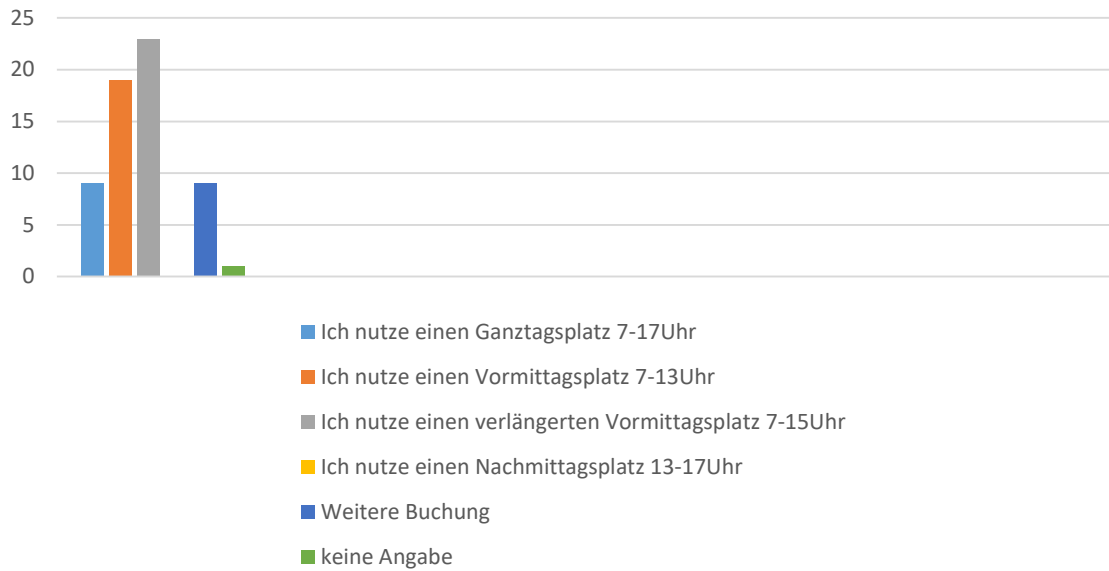 25
20
15
10
5
0
Ich nutze einen Ganztagsplatz 7-17Uhr
Ich nutze einen Vormittagsplatz 7-13Uhr
Ich nutze einen verlängerten Vormittagsplatz 7-15Uhr
Ich nutze einen Nachmittagsplatz 13-17Uhr
Weitere Buchung
keine Angabe